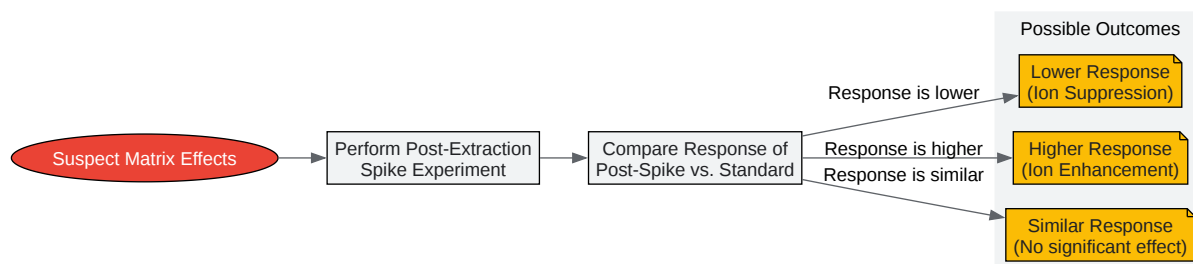 Suspect Matrix Effects
Perform Post-Extraction
Spike Experiment
Compare Response of
Post-Spike vs. Standard
Response is lower
Response is higher
Response is similar
Possible Outcomes
Lower Response
(Ion Suppression)
Higher Response
(Ion Enhancement)
Similar Response
(No significant effect)